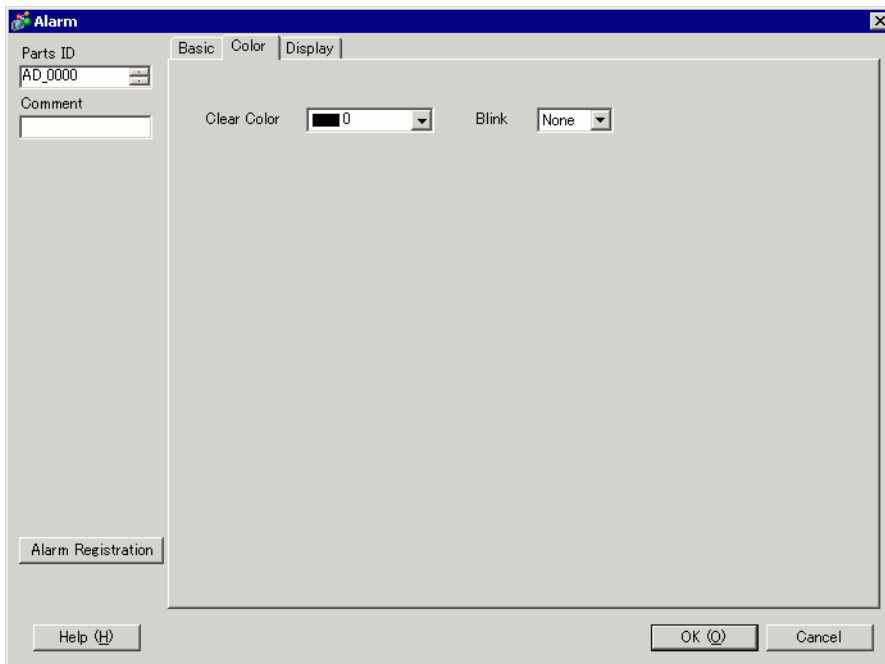 Alarm
Parts ID
AD_0000
Comment
Basic
Color
Display
Clear Color
0
Blink
None
Alarm Registration
Help (H)
OK (O)
Cancel